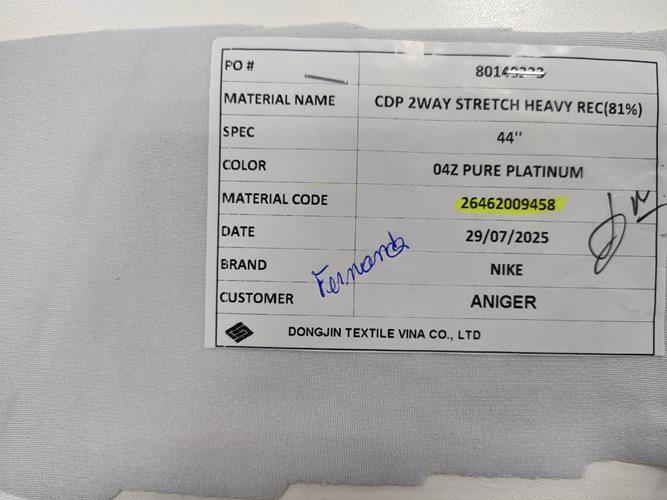 PO # 80149233
MATERIAL NAME CDP 2WAY STRETCH HEAVY REC(81%)
SPEC 44"
COLOR 04Z PURE PLATINUM
MATERIAL CODE 26462009458
DATE 29/07/2025
BRAND NIKE
Fernanda
CUSTOMER ANIGER
DONGJIN TEXTILE VINA CO., LTD